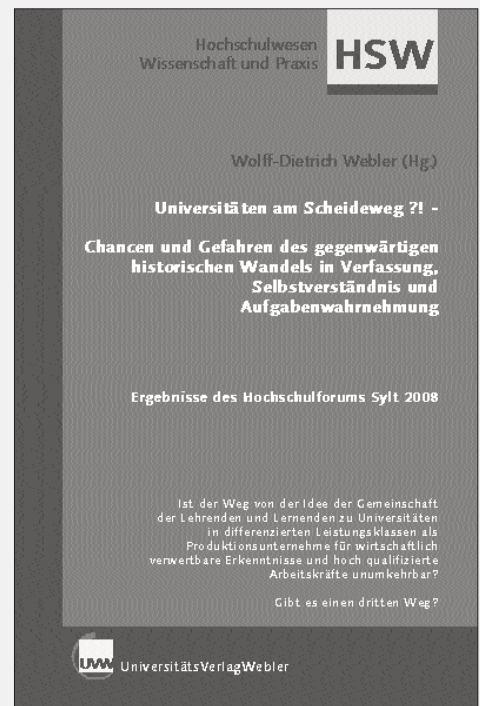 Hochschulwesen
Wissenschaft und Praxis
HSW
Wolff-Dietrich Webler (Hg.)
Universitäten am Scheideweg ?! -
Chancen und Gefahren des gegenwärtigen
historischen Wandels in Verfassung,
Selbstverständnis und
Aufgabenwahrnehmung
Ergebnisse des Hochschulforums Sylt 2008
Ist der Weg von der Idee der Gemeinschaft
der Lehrenden und Lernenden zu Universitäten
in differenzierten Leistungsklassen als
Produktionsunternehme für wirtschaftlich
verwertbare Erkenntnisse und hoch qualifizierte
Arbeitskräfte unumkehrbar?
Gibt es einen dritten Weg?
UVW UniversitätsVerlagWebler